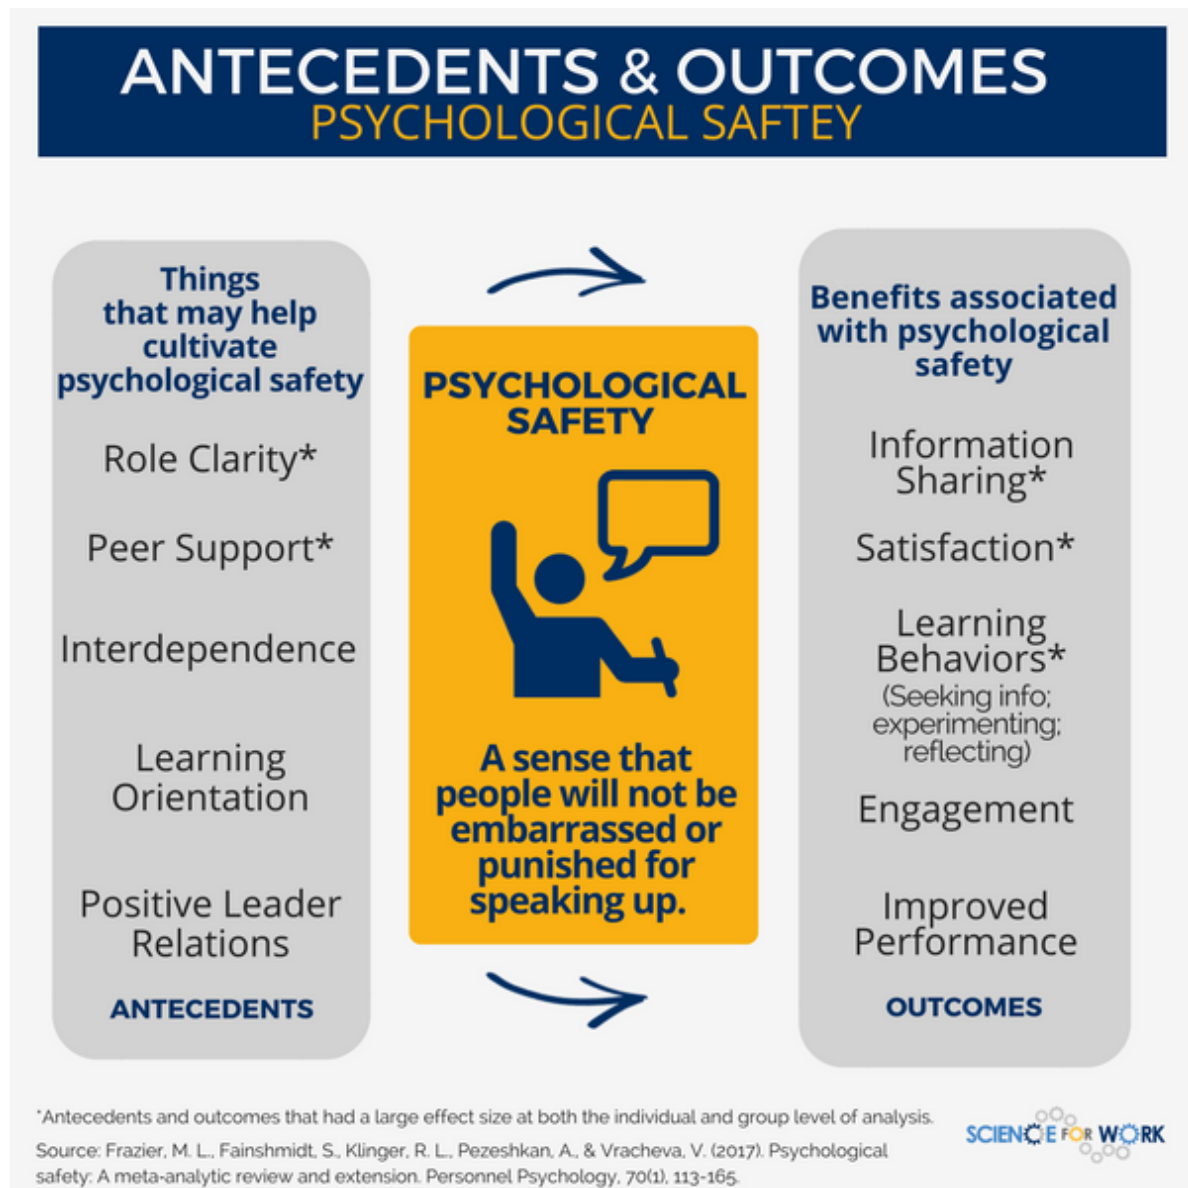 ANTECEDENTS & OUTCOMES
PSYCHOLOGICAL SAFTEY
Things
that may help
cultivate
psychological safety
Role Clarity*
Peer Support*
Interdependence
Learning
Orientation
Positive Leader
Relations
ANTECEDENTS
PSYCHOLOGICAL
SAFETY
A sense that
people will not be
embarrassed or
punished for
speaking up.
Benefits associated
with psychological
safety
Information
Sharing*
Satisfaction*
Learning
Behaviors*
(Seeking info;
experimenting;
reflecting)
Engagement
Improved
Performance
OUTCOMES
*Antecedents and outcomes that had a large effect size at both the individual and group level of analysis.
Source: Frazier, M. L., Fainshmidt, S., Klinger, R. L., Pezeshkan, A., & Vracheva, V. (2017). Psychological
safety: A meta-analytic review and extension. Personnel Psychology, 70(1), 113-165.
SCIENCE FOR WORK